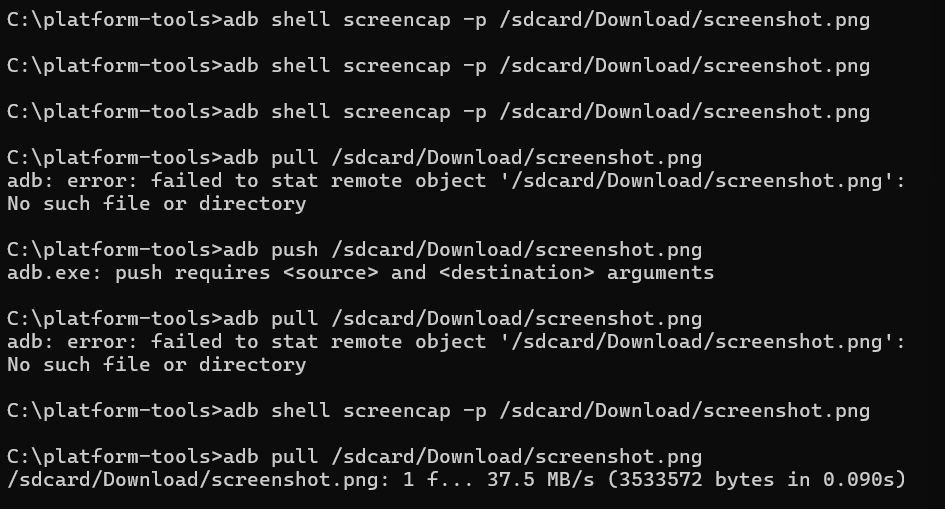 C:\platform-tools>adb shell screencap -p /sdcard/Download/screenshot.png
C:\platform-tools>adb shell screencap -p /sdcard/Download/screenshot.png
C:\platform-tools>adb shell screencap -p /sdcard/Download/screenshot.png
C:\platform-tools>adb pull /sdcard/Download/screenshot.png
adb: error: failed to stat remote object '/sdcard/Download/screenshot.png':
No such file or directory
C:\platform-tools>adb push /sdcard/Download/screenshot.png
adb.exe: push requires <source> and <destination> arguments
C:\platform-tools>adb pull /sdcard/Download/screenshot.png
adb: error: failed to stat remote object '/sdcard/Download/screenshot.png':
No such file or directory
C:\platform-tools>adb shell screencap -p /sdcard/Download/screenshot.png
C:\platform-tools>adb pull /sdcard/Download/screenshot.png
/sdcard/Download/screenshot.png: 1 f... 37.5 MB/s (3533572 bytes in 0.090s)